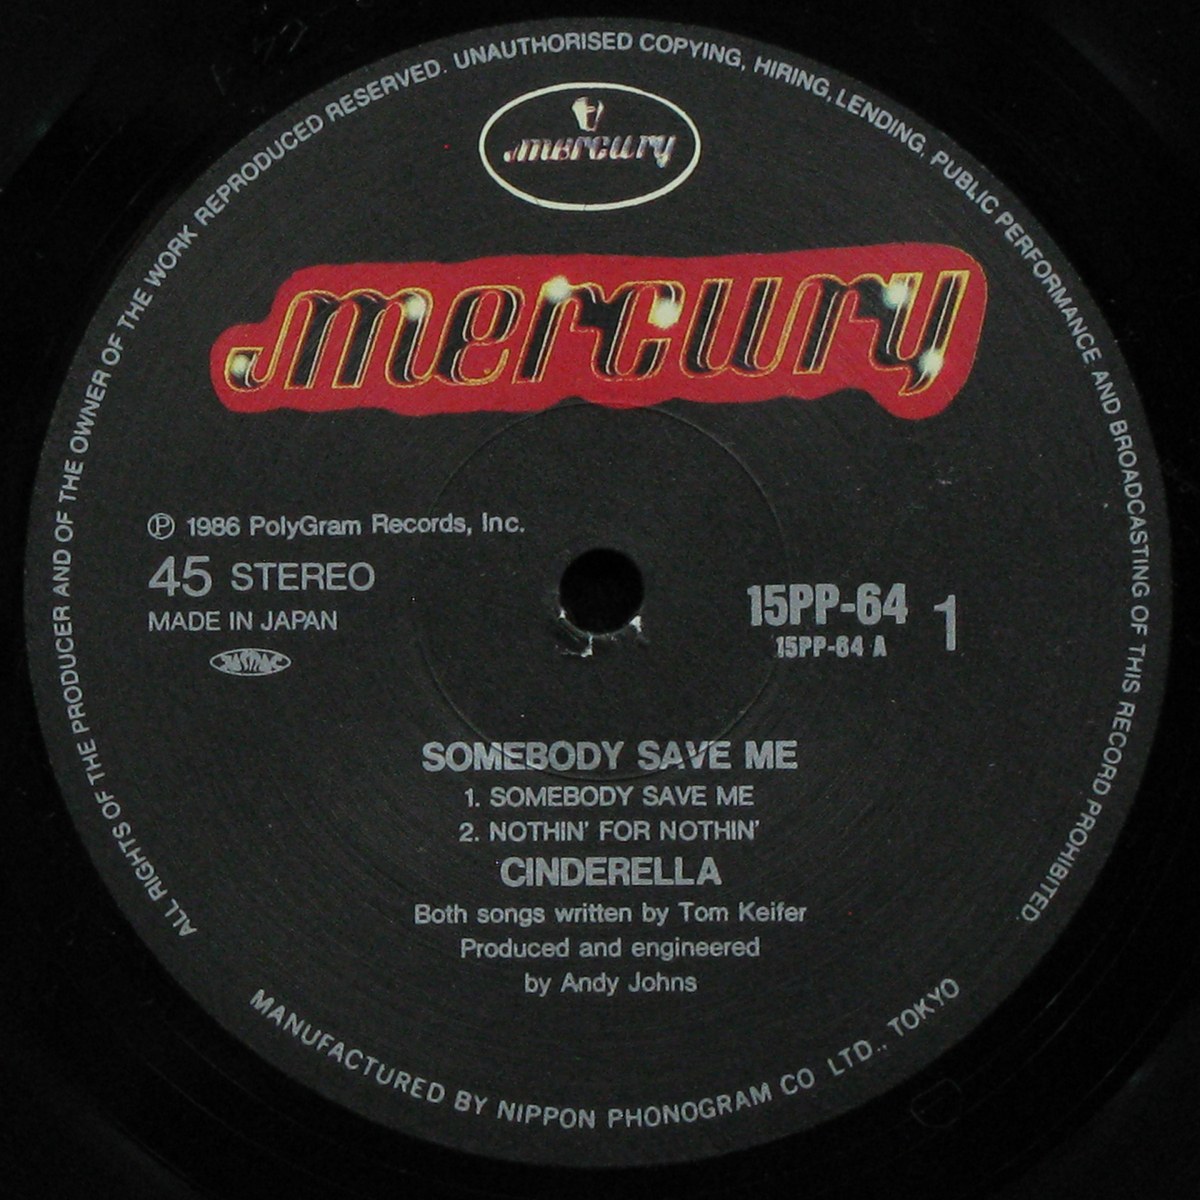 ALL RIGHTS OF THE PRODUCER AND OF THE OWNER OF THE WORK REPRODUCED RESERVED. UNAUTHORISED COPYING, HIRING, LENDING, PUBLIC PERFORMANCE AND BROADCASTING OF THIS RECORD PROHIBITED
mercury
mercury
℗ 1986 PolyGram Records, Inc.
45 STEREO
MADE IN JAPAN
15PP-64 1
15PP-64 A
SOMEBODY SAVE ME
1. SOMEBODY SAVE ME
2. NOTHIN' FOR NOTHIN'
CINDERELLA
Both songs written by Tom Keifer
Produced and engineered
by Andy Johns
MANUFACTURED BY NIPPON PHONOGRAM CO LTD., TOKYO